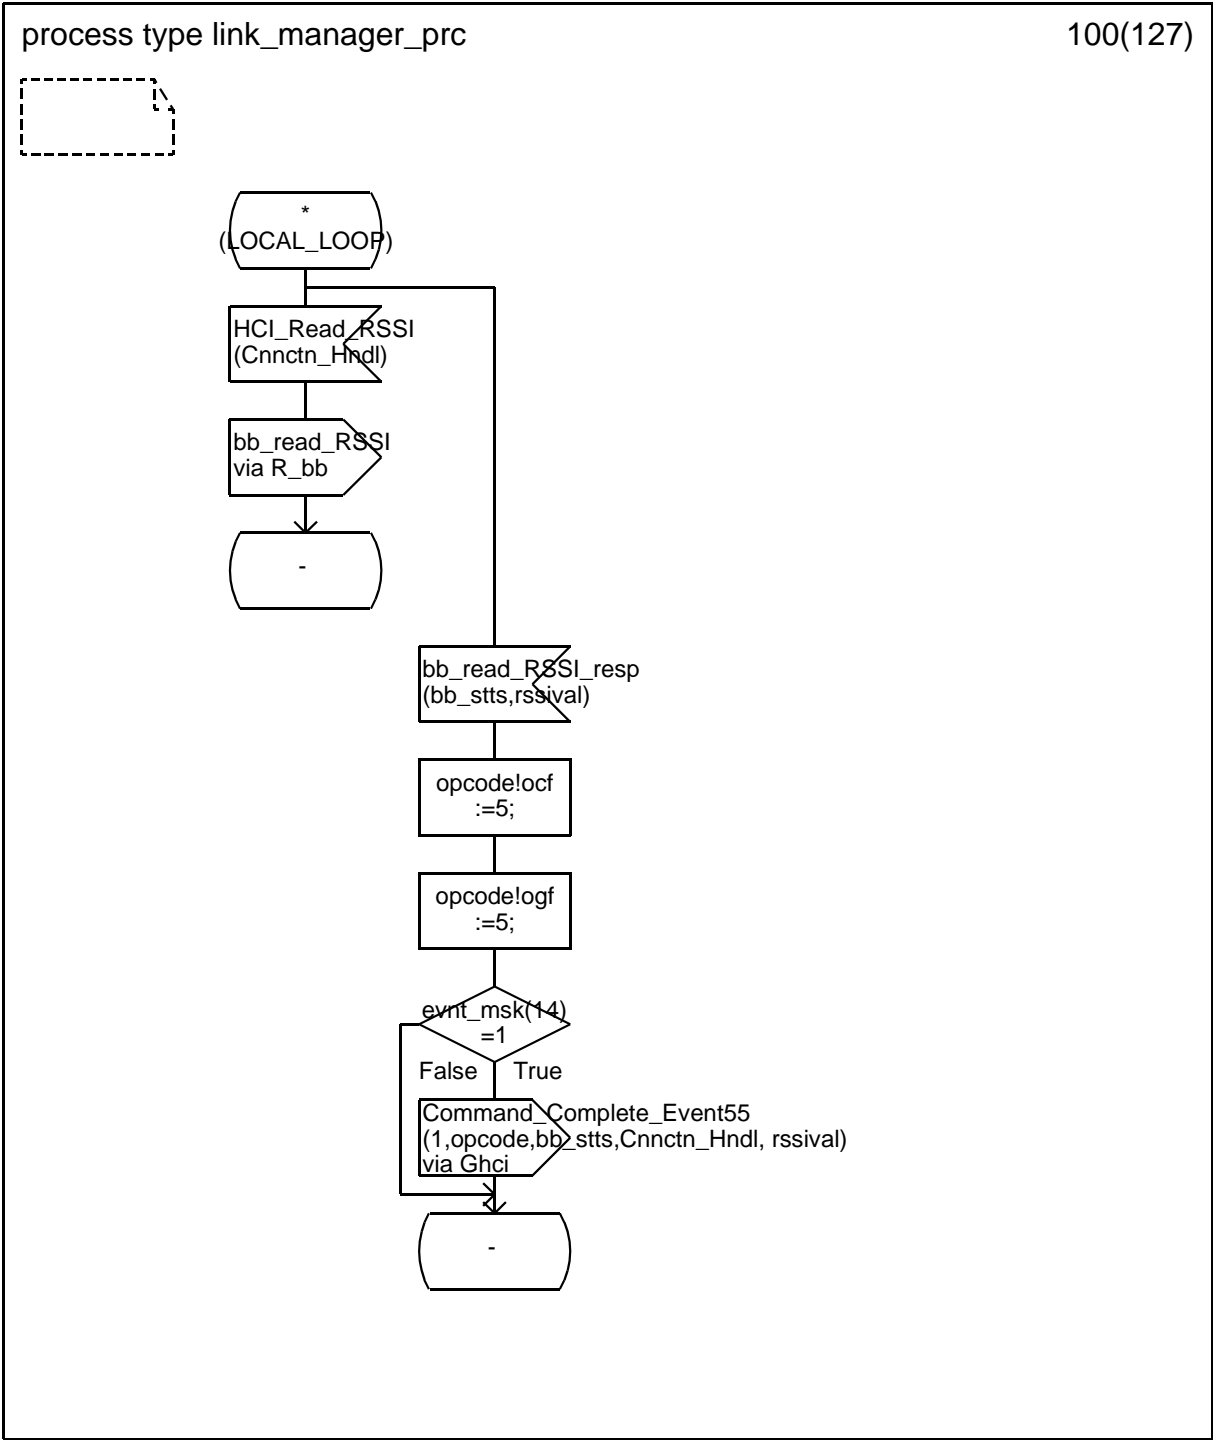 process type link_manager_prc
100(127)
*
(LOCAL_LOOP)
HCI_Read_RSSI
(Cnnctn_Hndl)
bb_read_RSSI
via R_bb
-
bb_read_RSSI_resp
(bb_stts,rssival)
opcode!ocf
:=5;
opcode!ogf
:=5;
evnt_msk(14)
=1
False
True
Command_Complete_Event55
(1,opcode,bb_stts,Cnnctn_Hndl, rssival)
via Ghci
-